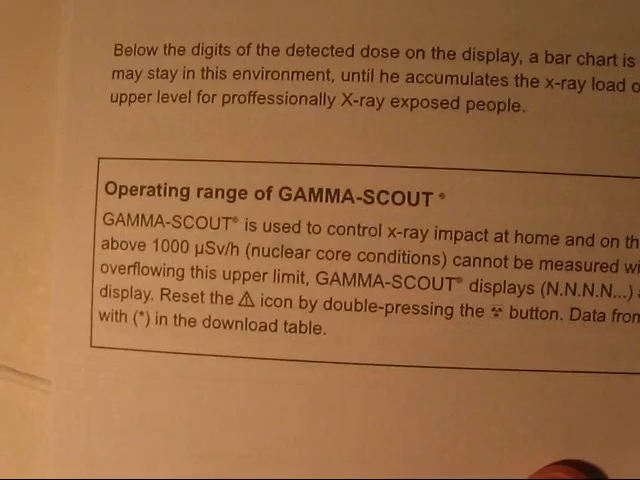 Below the digits of the detected dose on the display, a bar chart is
may stay in this environment, until he accumulates the x-ray load
upper level for proffessionally X-ray exposed people.
Operating range of GAMMA-SCOUT ®
GAMMA-SCOUT® is used to control x-ray impact at home and on
above 1000 µSv/h (nuclear core conditions) cannot be measured
overflowing this upper limit, GAMMA-SCOUT® displays (N.N.N.N...)
display. Reset the ⚠ icon by double-pressing the ☢ button. Data from
with (*) in the download table.